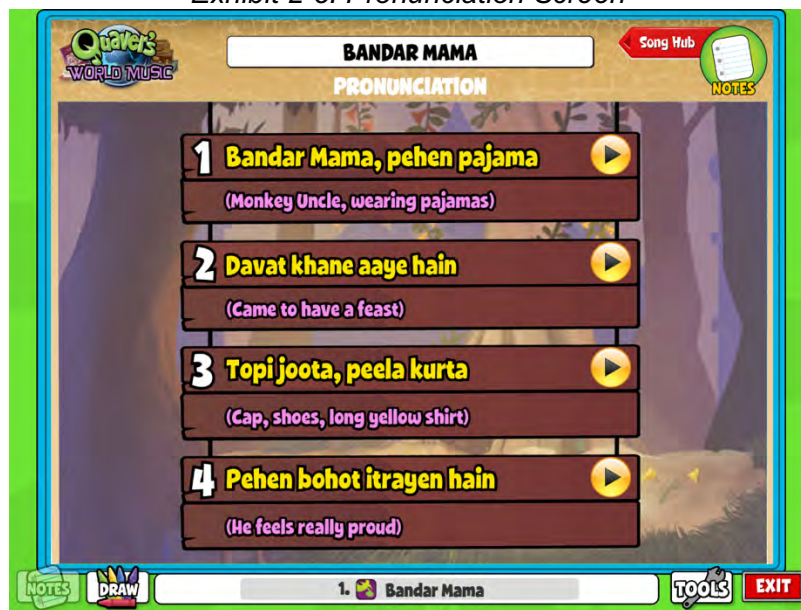 Exhibit 2-3: Pronunciation Screen
Quaver's
WORLD MUSIC
BANDAR MAMA
PRONUNCIATION
Song Hub
NOTES
1 Bandar Mama, pehen pajama
(Monkey Uncle, wearing pajamas)
2 Davat khane aaye hain
(Came to have a feast)
3 Topi joota, peela kurta
(Cap, shoes, long yellow shirt)
4 Pehen bohot itrayen hain
(He feels really proud)
NOTES
DRAW
1. Bandar Mama
TOOLS
EXIT